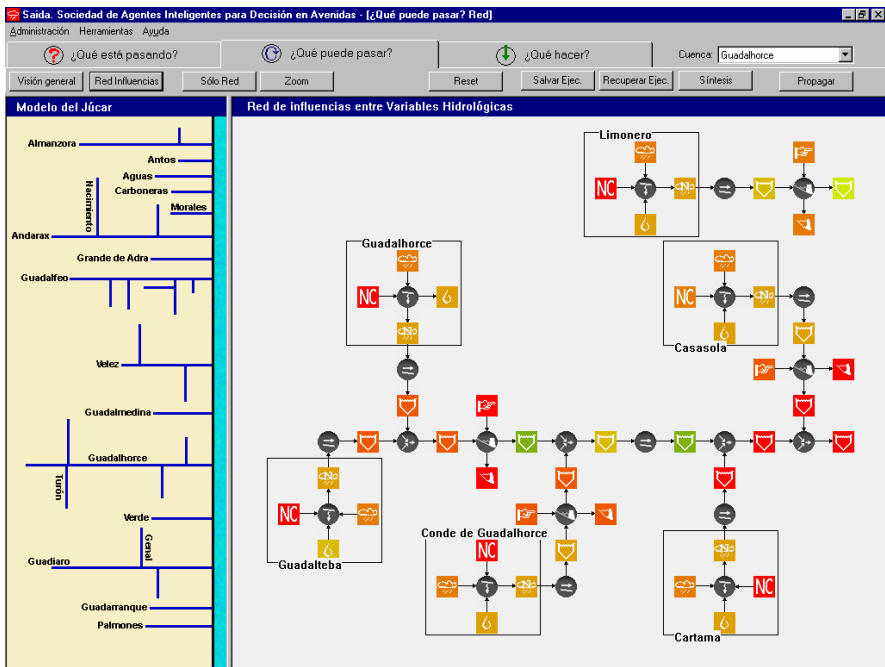 Saida. Sociedad de Agentes Inteligentes para Decisión en Avenidas - [¿Qué puede pasar? Red]
Administración Herramientas Ayuda
¿Qué está pasando? ¿Qué puede pasar? ¿Qué hacer? Cuenca: Guadalhorce
Visión general Red Influencias Sólo Red Zoom Reset Salvar Ejec. Recuperar Ejec. Síntesis Propagar
Modelo del Júcar
Almanzora
Antos
Aguas
Carboneras
Nacimiento
Morales
Andarax
Grande de Adra
Guadalfeo
Velez
Guadalmedina
Guadalhorce
Turón
Verde
Genal
Guadiaro
Guadarranque
Palmones
Red de influencias entre Variables Hidrológicas
Limonero
NC
Guadalhorce
NC
Casasola
NC
Guadalteba
NC
Conde de Guadalhorce
NC
Cartama
NC